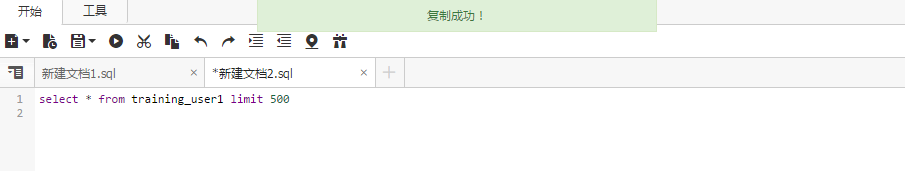 开始 工具 复制成功！
新建文档1.sql × *新建文档2.sql × +
1 select * from training_user1 limit 500
2